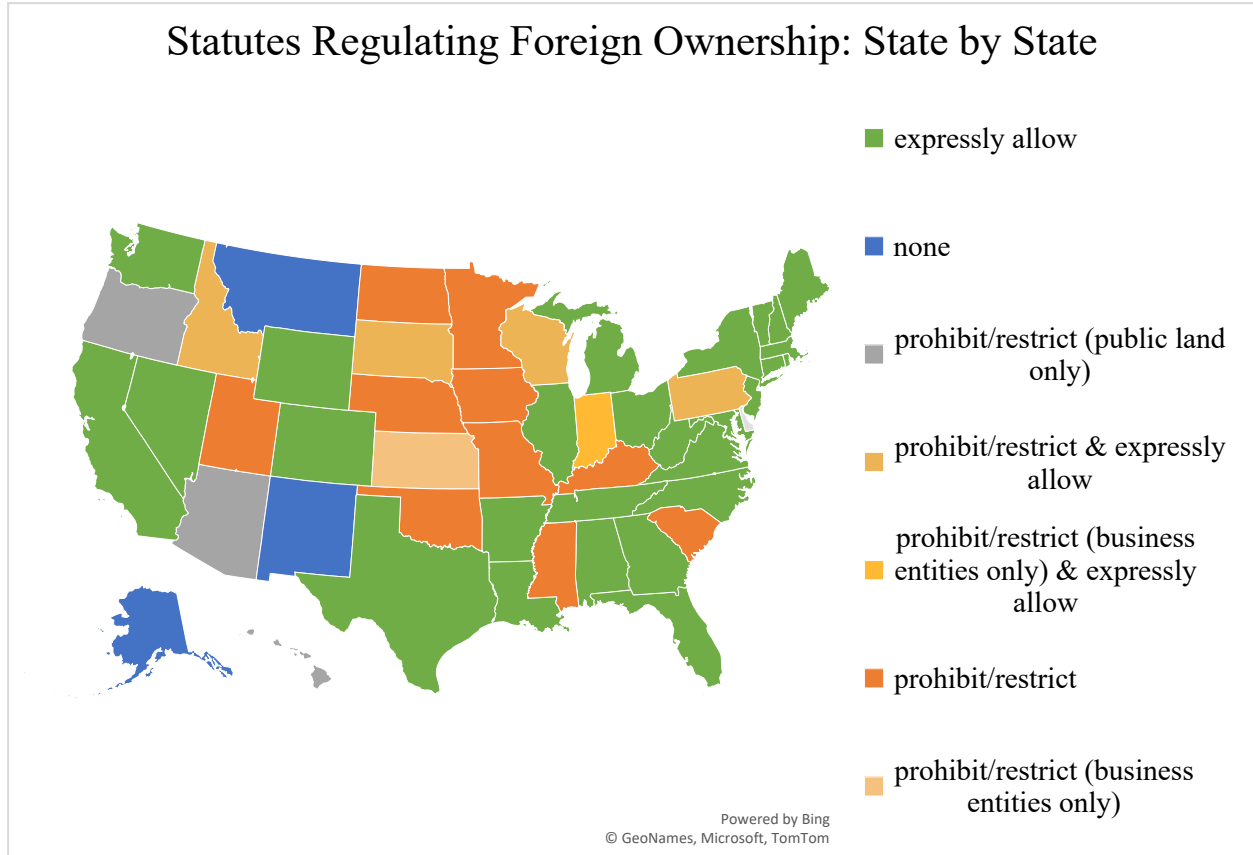 Statutes Regulating Foreign Ownership: State by State
expressly allow
none
prohibit/restrict (public land
only)
prohibit/restrict & expressly
allow
prohibit/restrict (business
entities only) & expressly
allow
prohibit/restrict
prohibit/restrict (business
entities only)
Powered by Bing
© GeoNames, Microsoft, TomTom